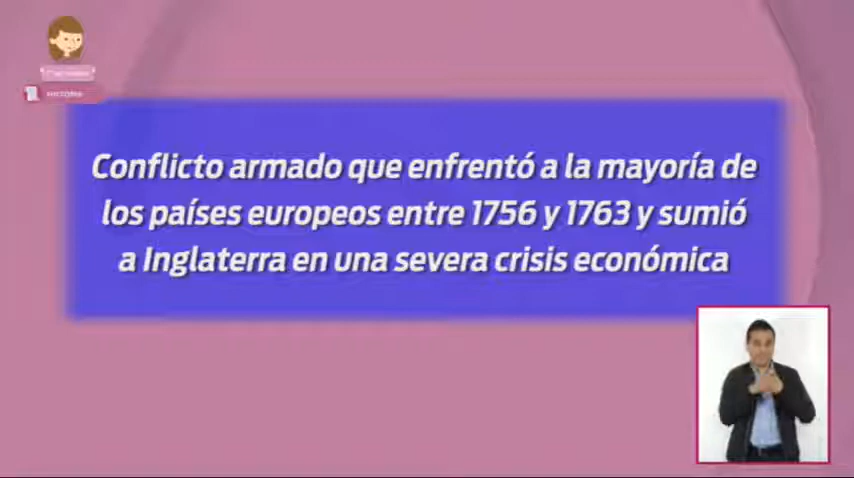 HISTORIA
Conflicto armado que enfrentó a la mayoría de
los países europeos entre 1756 y 1763 y sumió
a Inglaterra en una severa crisis económica